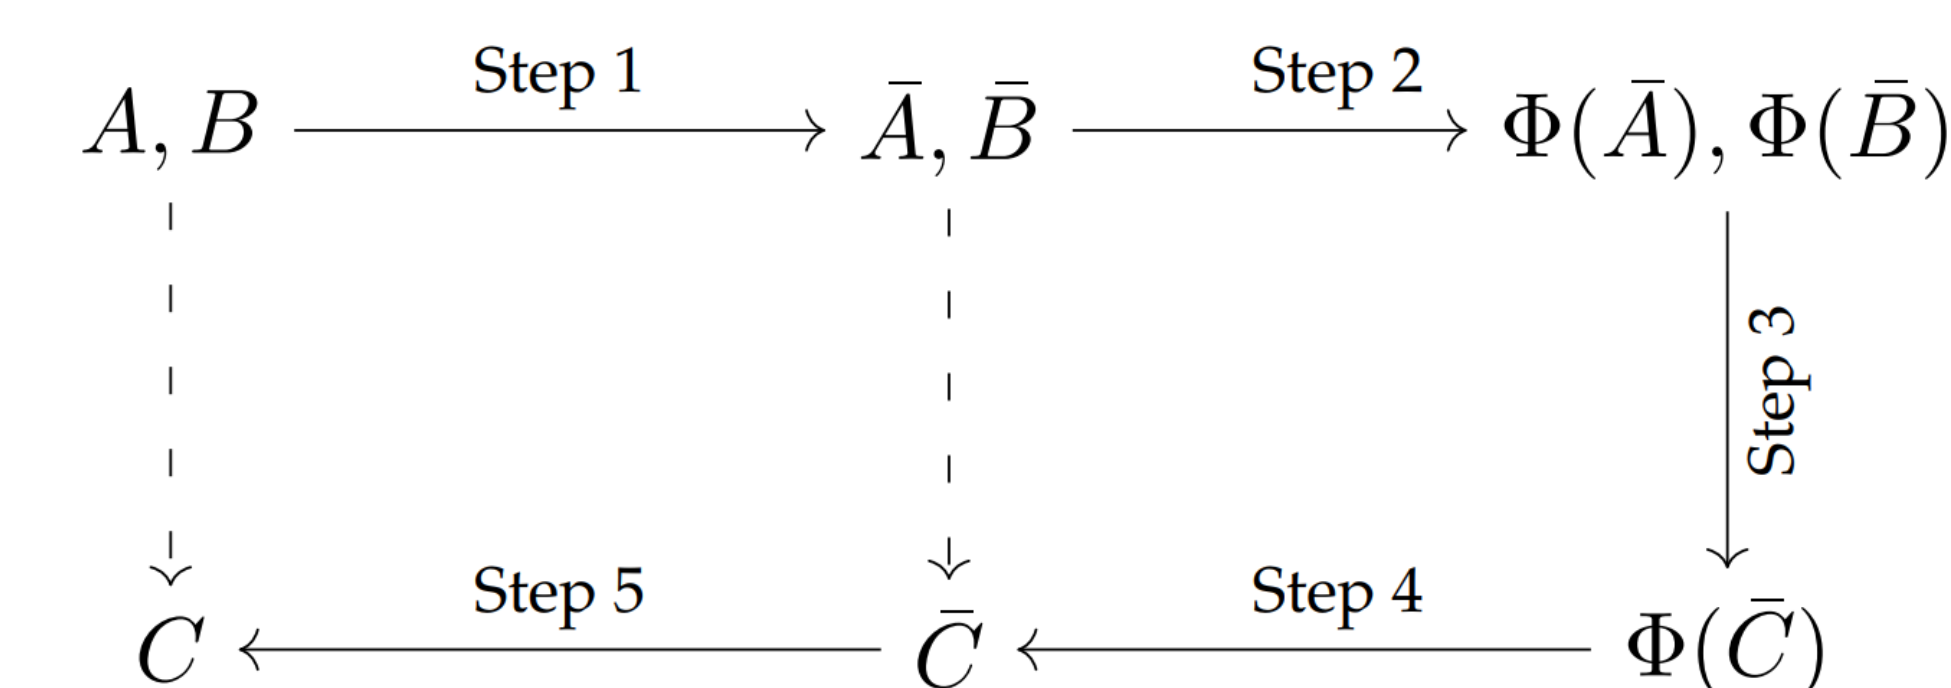 Step 1
Step 2
A, B
Ā, B̄
Φ(Ā), Φ(B̄)
Step 3
Step 5
Step 4
C
C̄
Φ(C̄)